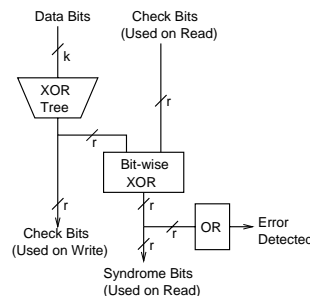 Data Bits
Check Bits
(Used on Read)
k
XOR
Tree
r
r
Bit-wise
XOR
r
r
r
OR
Error
Detected
Check Bits
(Used on Write)
r
Syndrome Bits
(Used on Read)